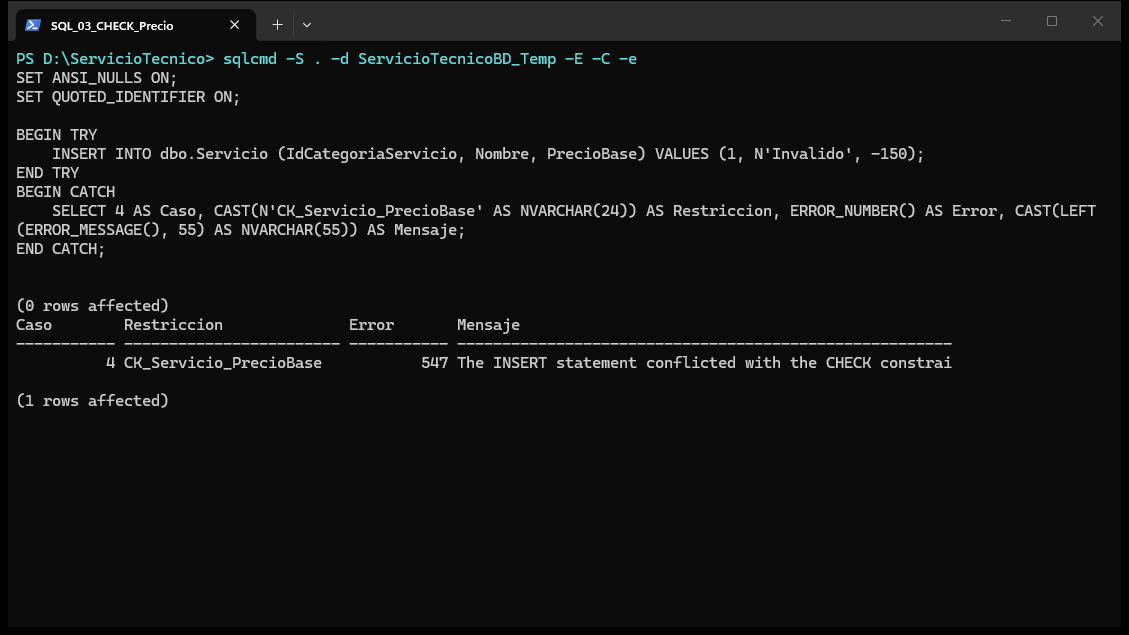 SQL_03_CHECK_Precio
PS D:\ServicioTecnico> sqlcmd -S . -d ServicioTecnicoBD_Temp -E -C -e
SET ANSI_NULLS ON;
SET QUOTED_IDENTIFIER ON;
BEGIN TRY
    INSERT INTO dbo.Servicio (IdCategoriaServicio, Nombre, PrecioBase) VALUES (1, N'Invalido', -150);
END TRY
BEGIN CATCH
    SELECT 4 AS Caso, CAST(N'CK_Servicio_PrecioBase' AS NVARCHAR(24)) AS Restriccion, ERROR_NUMBER() AS Error, CAST(LEFT
(ERROR_MESSAGE(), 55) AS NVARCHAR(55)) AS Mensaje;
END CATCH;
(0 rows affected)
Caso        Restriccion              Error       Mensaje
----------- ------------------------ ----------- -------------------------------------------------------
          4 CK_Servicio_PrecioBase           547 The INSERT statement conflicted with the CHECK constrai
(1 rows affected)